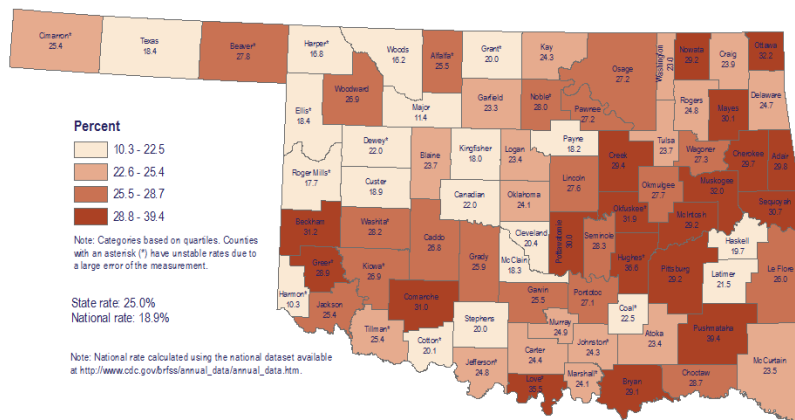 Cimarron*
25.4
Texas
18.4
Beaver*
27.8
Harper*
16.8
Woods
16.2
Alfalfa*
25.5
Grant*
20.0
Kay
24.3
Osage
27.2
Washington
23.0
Nowata
29.2
Craig
23.9
Ottawa
32.2
Woodward
26.9
Ellis*
18.4
Major
11.4
Garfield
23.3
Noble*
28.0
Pawnee
27.2
Rogers
24.8
Mayes
30.1
Delaware
24.7
Percent
10.3 - 22.5
22.6 - 25.4
25.5 - 28.7
28.8 - 39.4
Note: Categories based on quartiles. Counties
with an asterisk (*) have unstable rates due to
a large error of the measurement.
State rate: 25.0%
National rate: 18.9%
Note: National rate calculated using the national dataset available
at http://www.cdc.gov/brfss/annual_data/annual_data.htm.
Dewey*
22.0
Blaine
23.7
Kingfisher
18.0
Logan
23.4
Payne
18.2
Creek
29.4
Tulsa
23.7
Wagoner
27.3
Cherokee
29.7
Adair
29.8
Roger Mills*
17.7
Custer
18.9
Canadian
22.0
Oklahoma
24.1
Lincoln
27.6
Okmulgee
27.7
Muskogee
32.0
Sequoyah
30.7
Beckham
31.2
Washita*
28.2
Caddo
26.8
Grady
25.9
Cleveland
20.4
McClain
18.3
Pottawatomie
30.0
Seminole
28.3
Okfuskee*
31.9
McIntosh
29.2
Haskell
19.7
Greer*
28.9
Kiowa*
26.9
Hughes*
Pittsburg
29.2
Latimer
21.5
Le Flore
26.0
Harmon*
10.3
Jackson
25.4
Comanche
31.0
Garvin
25.5
Pontotoc
27.1
Coal*
22.5
Tillman*
25.4
Cotton*
20.1
Stephens
20.0
Murray
24.9
Johnston*
24.3
Atoka
23.4
Pushmataha
39.4
McCurtain
23.5
Jefferson*
24.8
Carter
24.4
Love*
Marshall*
24.1
Bryan
29.1
Choctaw
28.7